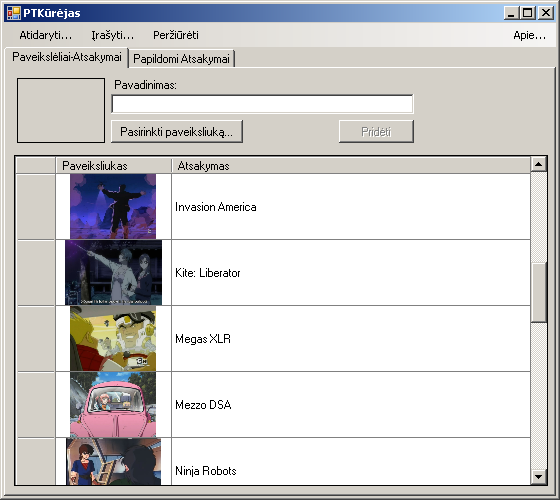 PTKūrėjas
Atidaryti... Įrašyti... Peržiūrėti Apie...
Paveikslėliai-Atsakymai Papildomi Atsakymai
Pavadinimas:
Pasirinkti paveiksliuką... Pridėti
Paveiksliukas Atsakymas
Invasion America
Kite: Liberator
Megas XLR
Mezzo DSA
Ninja Robots